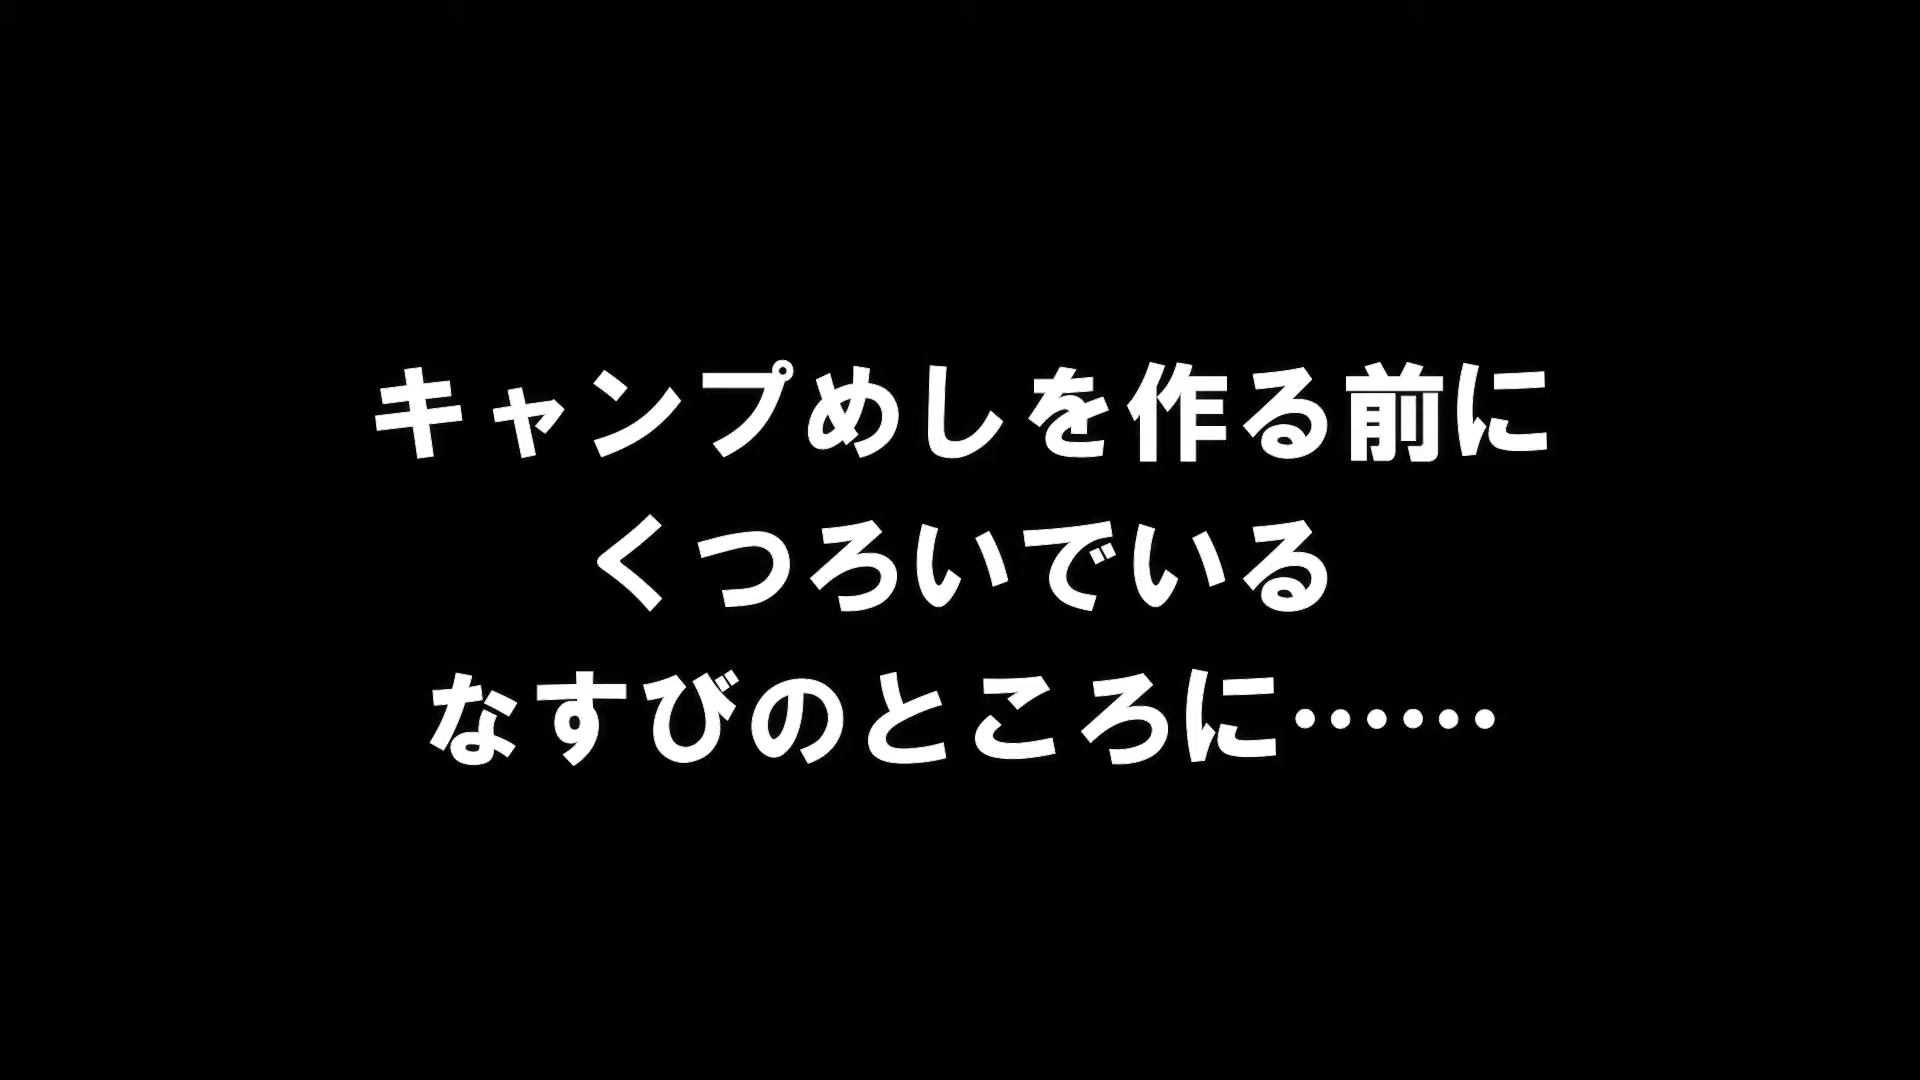 キャンプめしを作る前に
くつろいでいる
なすびのところに……